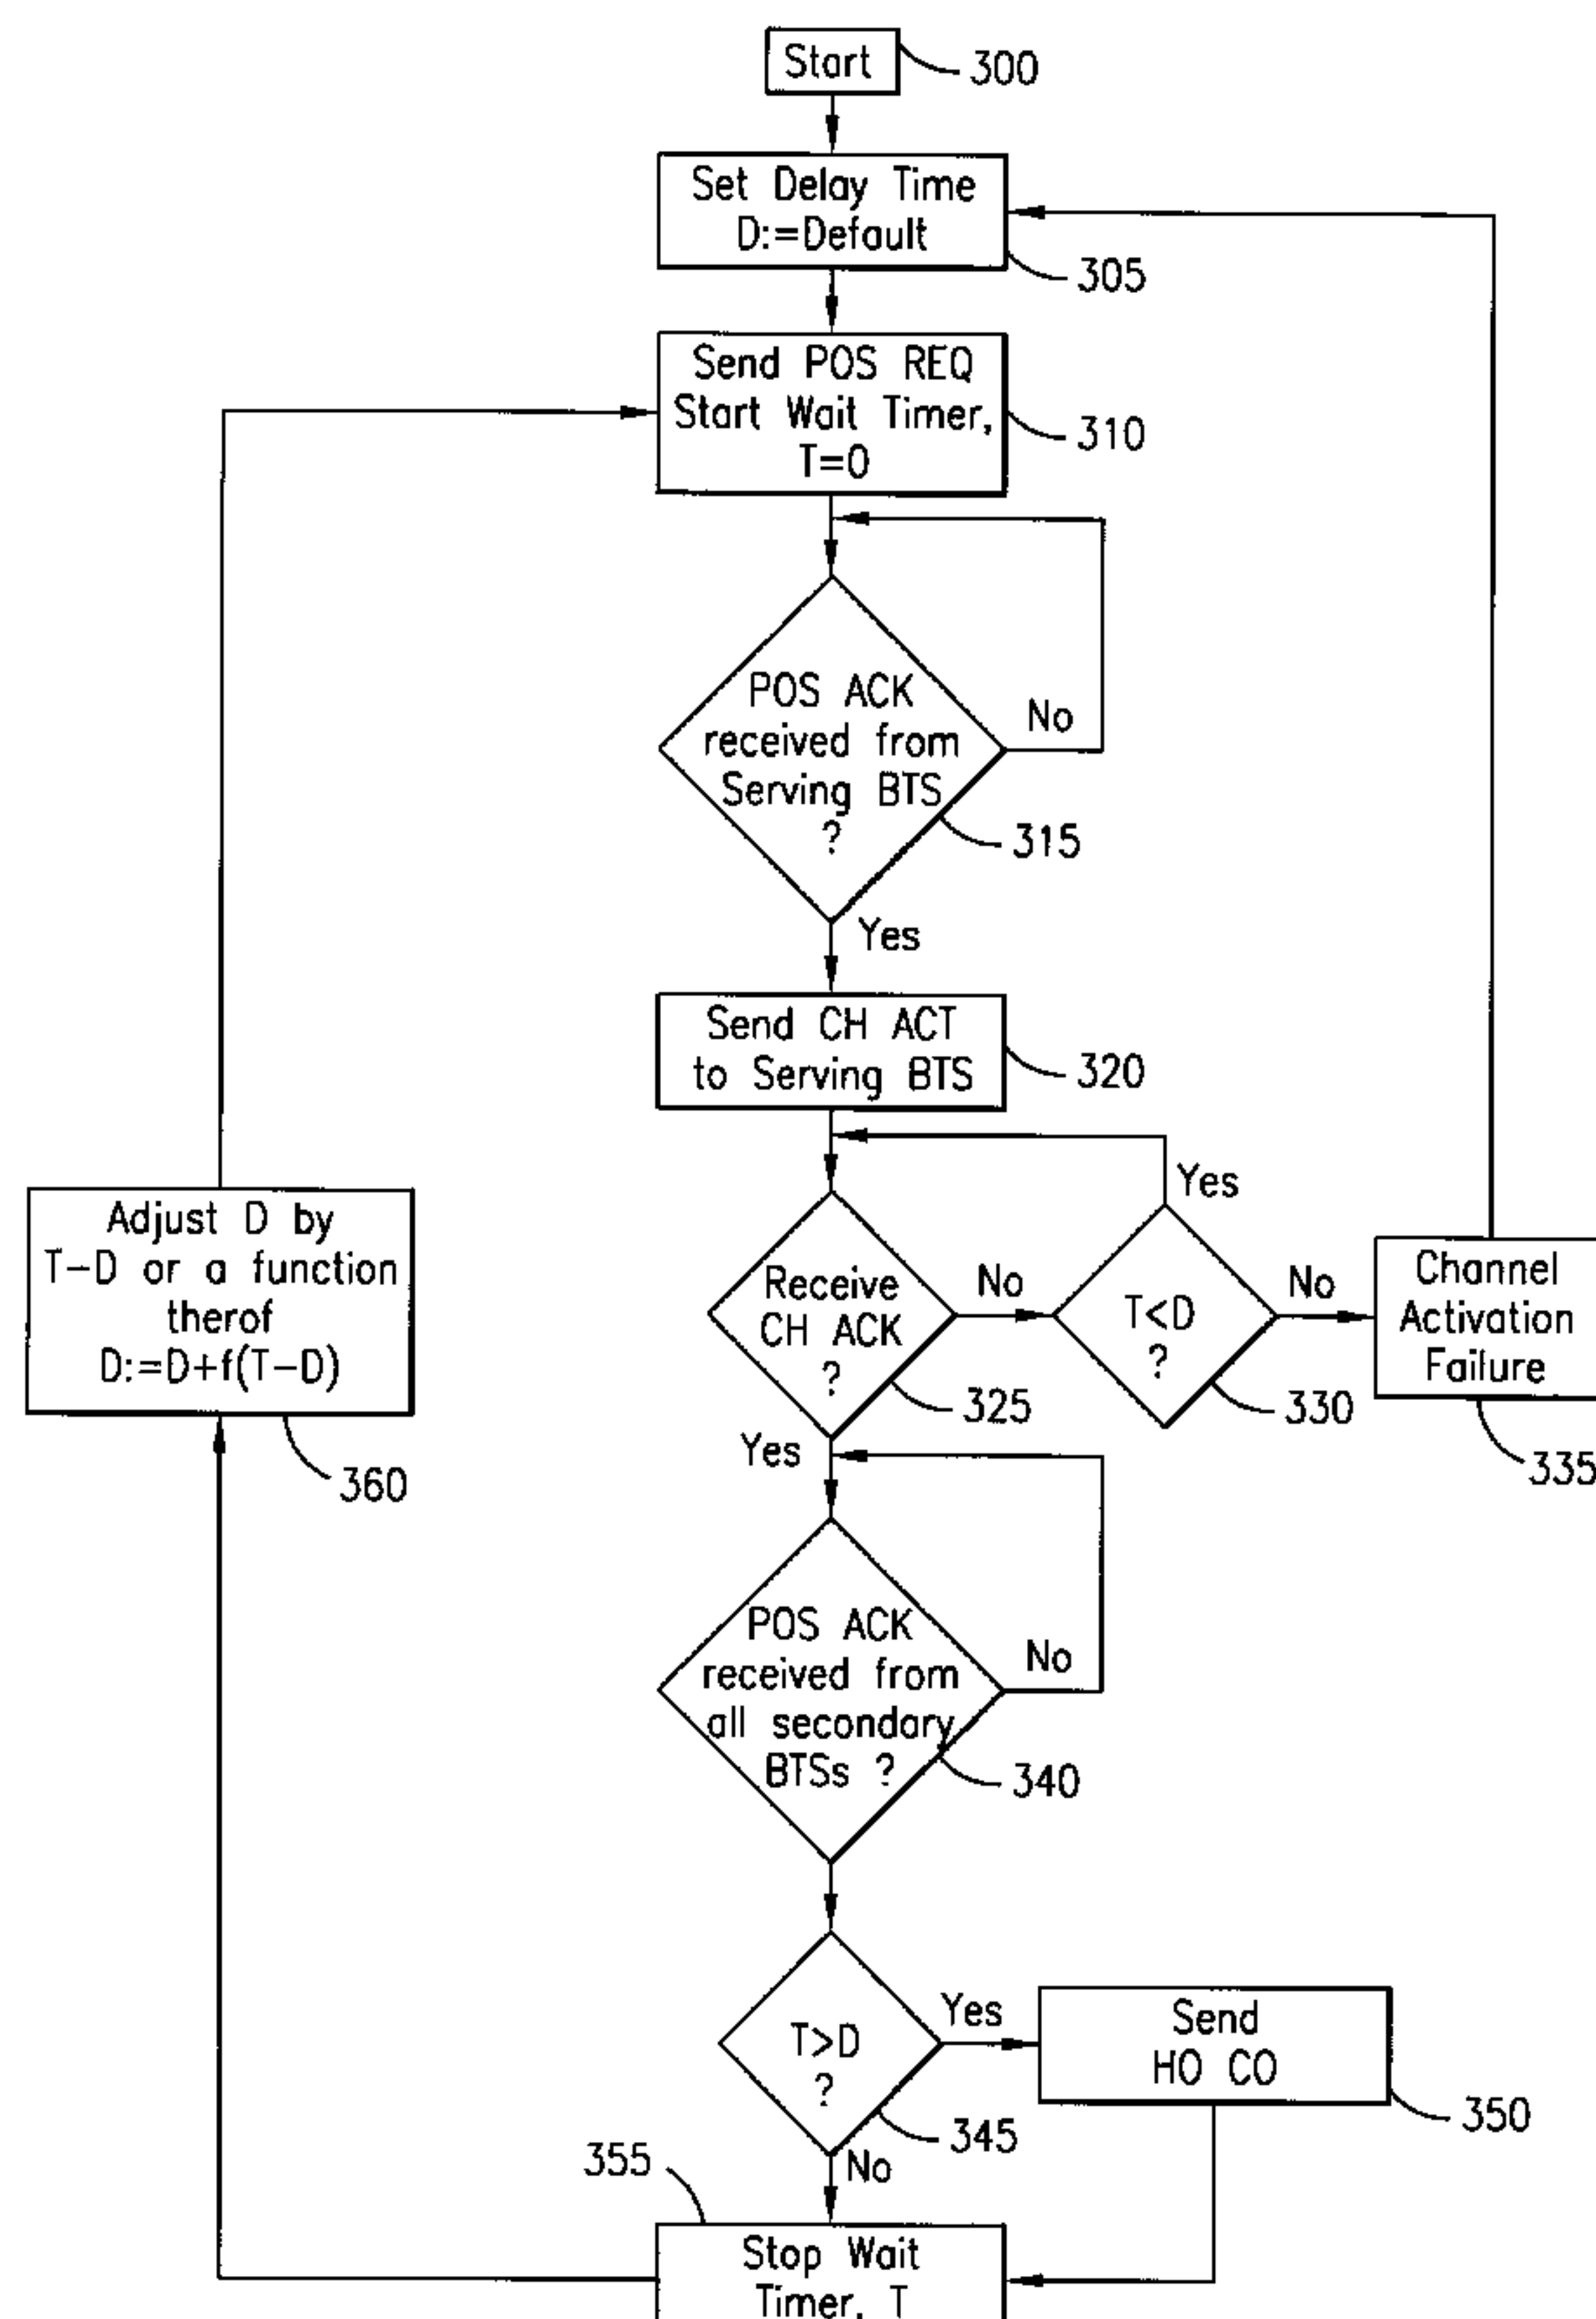 Start
300
Set Delay Time
D:=Default
305
Send POS REQ
Start Wait Timer,
T=0
310
POS ACK
received from
Serving BTS
?
No
315
Yes
Send CH ACT
to Serving BTS
320
Adjust D by
T-D or a function
therof
D:=D+f(T-D)
360
Receive
CH ACK
?
No
325
Yes
T<D
?
Yes
No
330
Channel
Activation
Failure
335
POS ACK
received from
all secondary
BTSs ?
No
340
T>D
?
Yes
345
No
Send
HO CO
350
355
Stop Wait
Timer, T